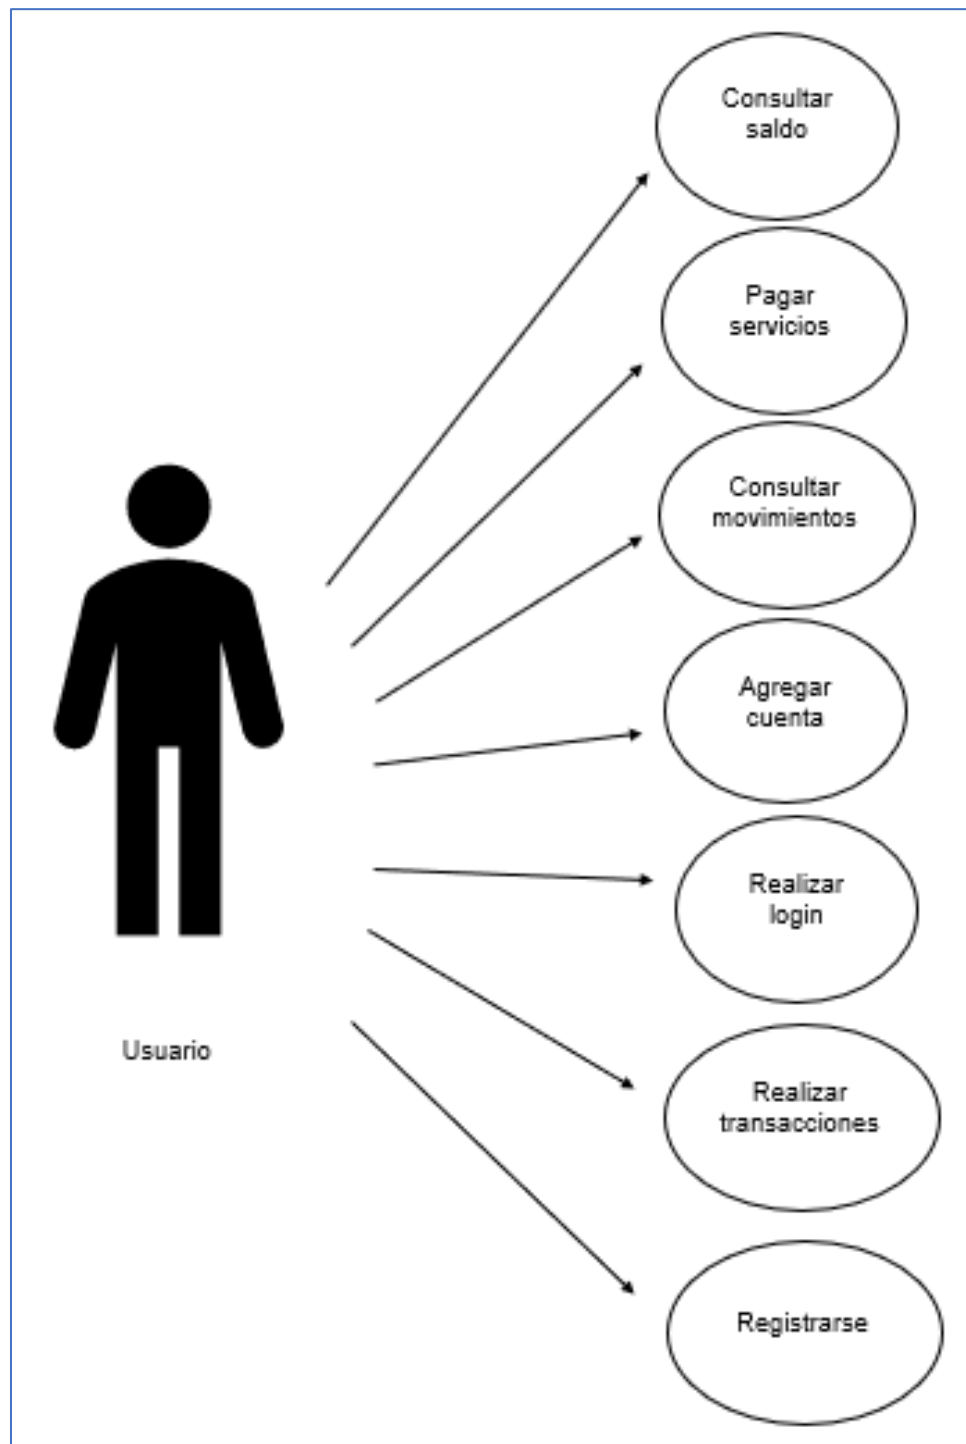 Consultar
saldo
Pagar
servicios
Consultar
movimientos
Agregar
cuenta
Realizar
login
Usuario
Realizar
transacciones
Registrarse